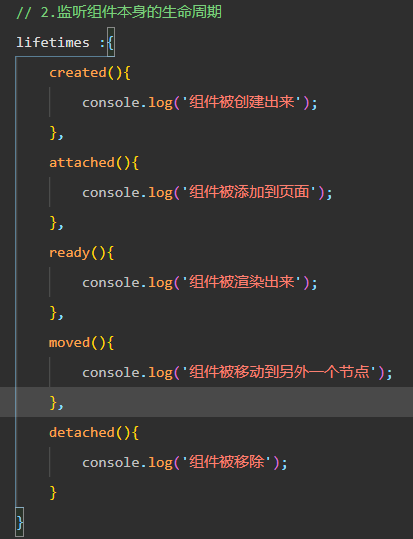 // 2.监听组件本身的生命周期
lifetimes :{
created(){
console.log('组件被创建出来');
},
attached(){
console.log('组件被添加到页面');
},
ready(){
console.log('组件被渲染出来');
},
moved(){
console.log('组件被移动到另外一个节点');
},
detached(){
console.log('组件被移除');
}
}